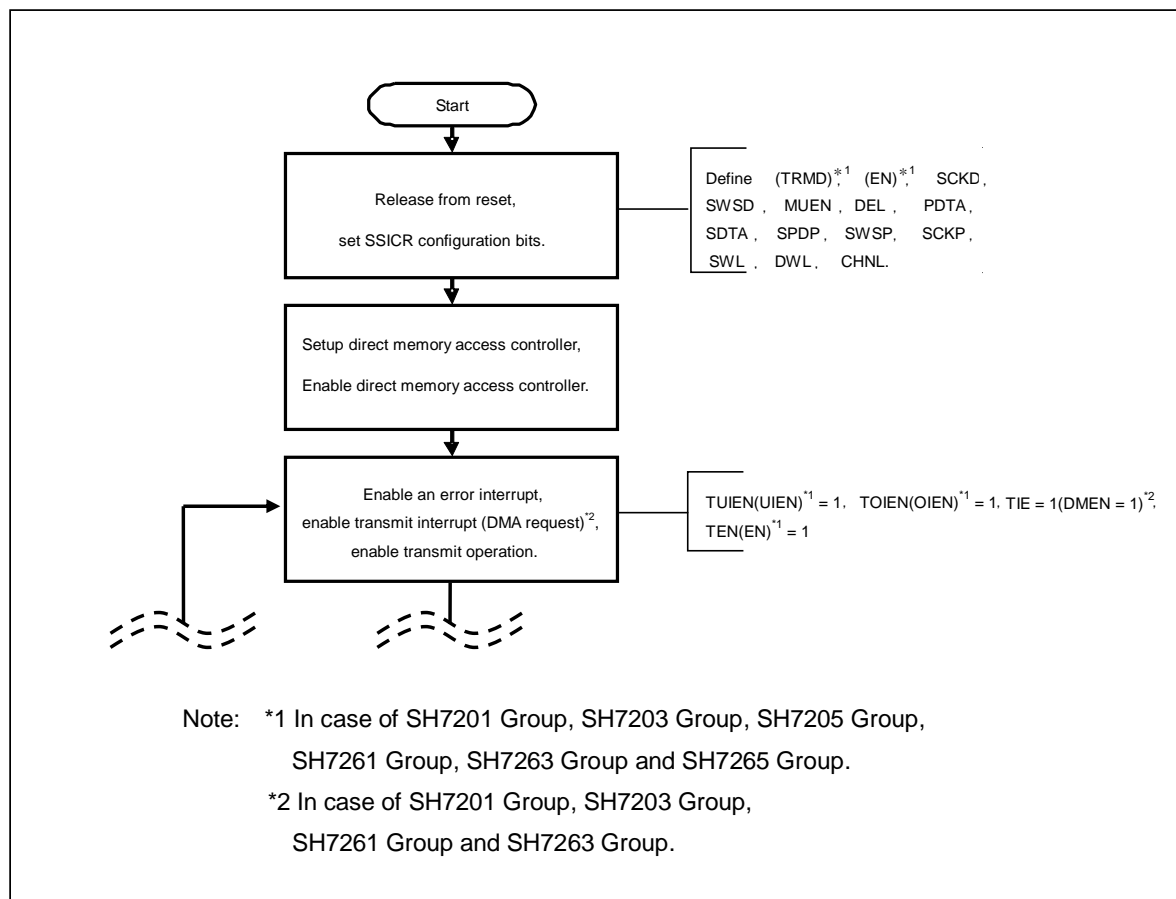 Start
Release from reset,
set SSICR configuration bits.
Define (TRMD)*1, (EN)*1, SCKD,
SWSD, MUEN, DEL, PDTA,
SDTA, SPDP, SWSP, SCKP,
SWL, DWL, CHNL.
Setup direct memory access controller,
Enable direct memory access controller.
Enable an error interrupt,
enable transmit interrupt (DMA request)*2,
enable transmit operation.
TUIEN(UIEN)*1 = 1, TOIEN(OIEN)*1 = 1, TIE = 1(DMEN = 1)*2,
TEN(EN)*1 = 1
Note: *1 In case of SH7201 Group, SH7203 Group, SH7205 Group,
SH7261 Group, SH7263 Group and SH7265 Group.
*2 In case of SH7201 Group, SH7203 Group,
SH7261 Group and SH7263 Group.